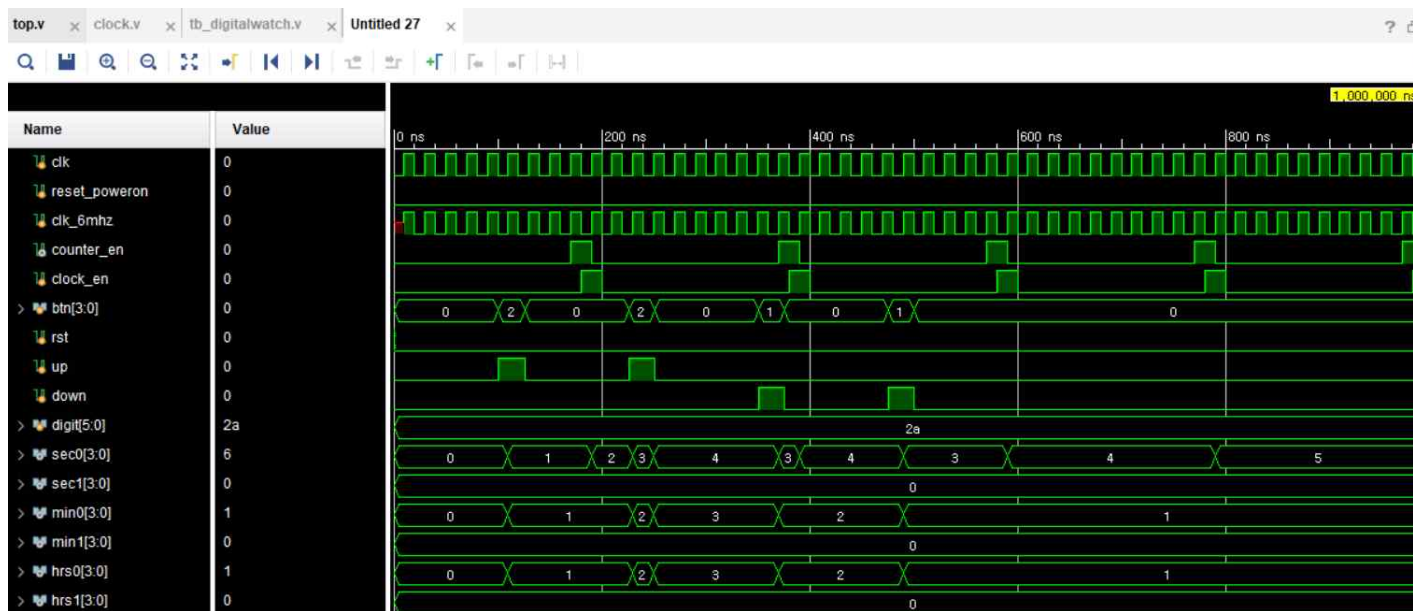 top.v × clock.v × tb_digitalwatch.v × Untitled 27 × ?
1,000,000 ns
Name Value
0 ns 200 ns 400 ns 600 ns 800 ns
clk 0
reset_poweron 0
clk_6mhz 0
counter_en 0
clock_en 0
> btn[3:0] 0 0 2 0 2 0 1 0 1 0
rst 0
up 0
down 0
> digit[5:0] 2a 2a
> sec0[3:0] 6 0 1 2 3 4 3 4 3 4 5
> sec1[3:0] 0 0
> min0[3:0] 1 0 1 2 3 2 1
> min1[3:0] 0 0
> hrs0[3:0] 1 0 1 2 3 2 1
> hrs1[3:0] 0 0